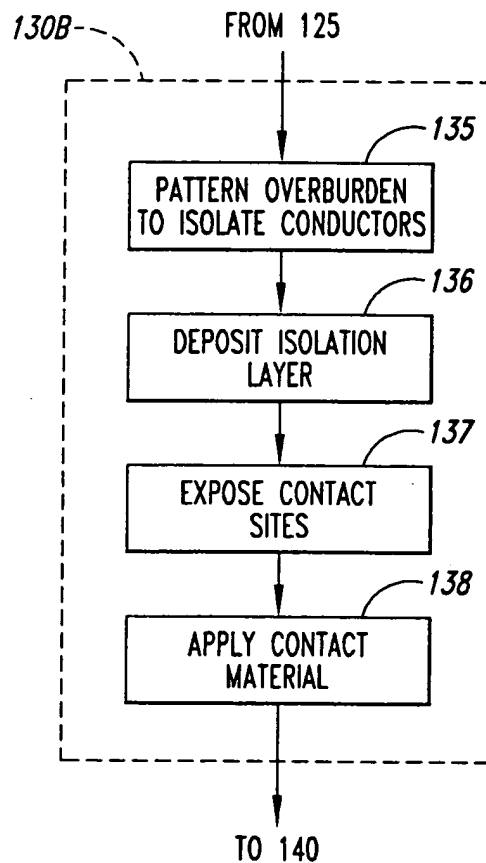 130B
FROM 125
135
PATTERN OVERBURDEN
TO ISOLATE CONDUCTORS
136
DEPOSIT ISOLATION
LAYER
137
EXPOSE CONTACT
SITES
138
APPLY CONTACT
MATERIAL
TO 140